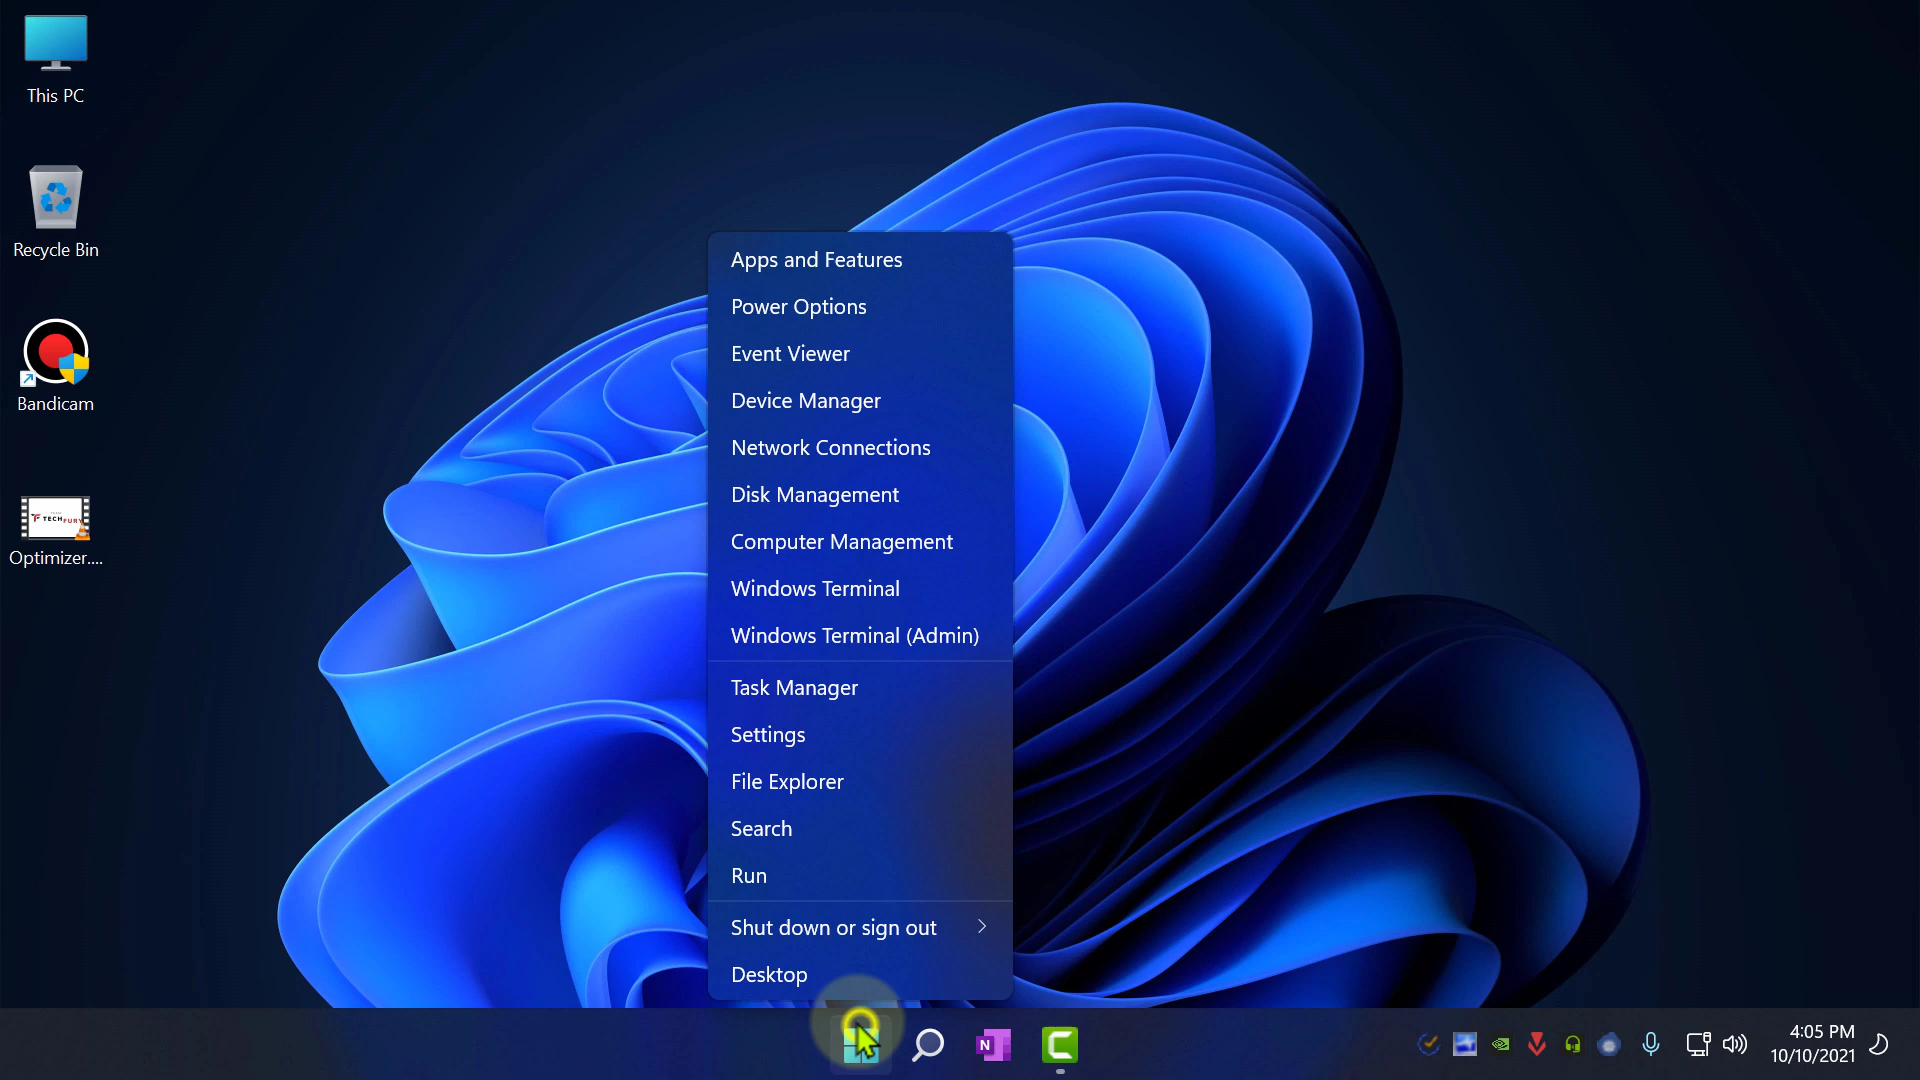 This PC
Recycle Bin
Bandicam
TECHFURY
Optimizer....
Apps and Features
Power Options
Event Viewer
Device Manager
Network Connections
Disk Management
Computer Management
Windows Terminal
Windows Terminal (Admin)
Task Manager
Settings
File Explorer
Search
Run
Shut down or sign out
Desktop
N
4:05 PM
10/10/2021